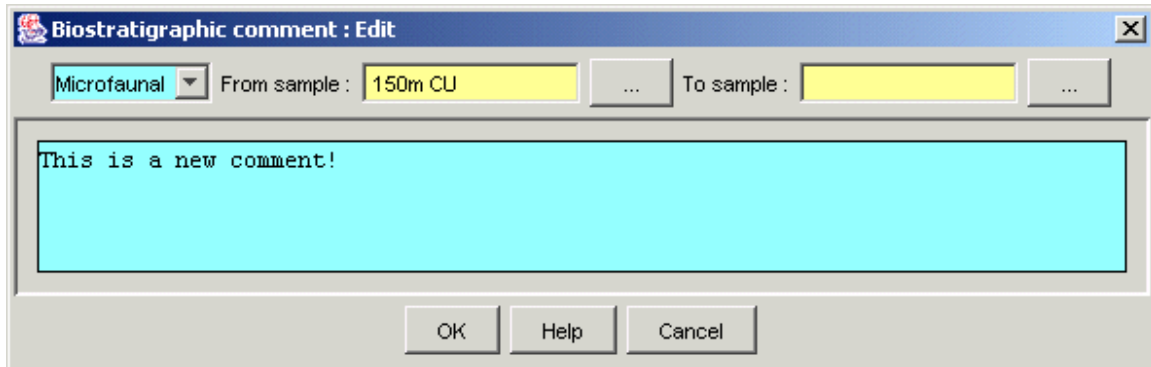 Biostratigraphic comment : Edit
Microfaunal From sample : 150m CU ... To sample : ...
This is a new comment!
OK Help Cancel